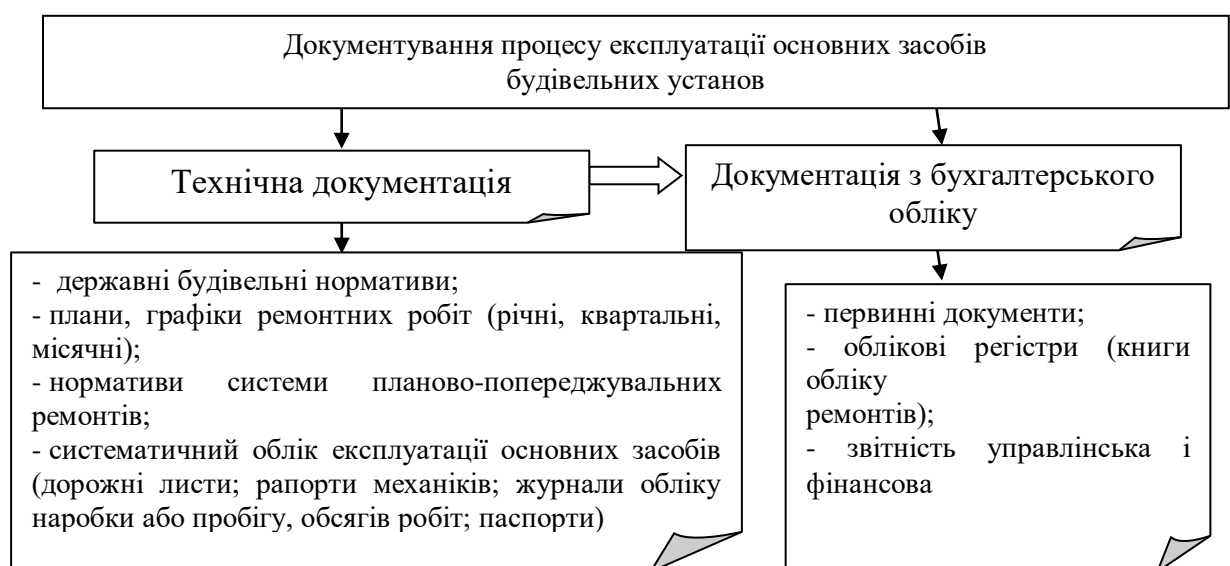 Документування процесу експлуатації основних засобів
будівельних установ
Технічна документація
Документація з бухгалтерського
обліку
- державні будівельні нормативи;
- плани, графіки ремонтних робіт (річні, квартальні,
місячні);
- нормативи системи планово-попереджувальних
ремонтів;
- систематичний облік експлуатації основних засобів
(дорожні листи; рапорти механіків; журнали обліку
наробки або пробігу, обсягів робіт; паспорти)
- первинні документи;
- облікові регістри (книги
обліку
ремонтів);
- звітність управлінська і
фінансова